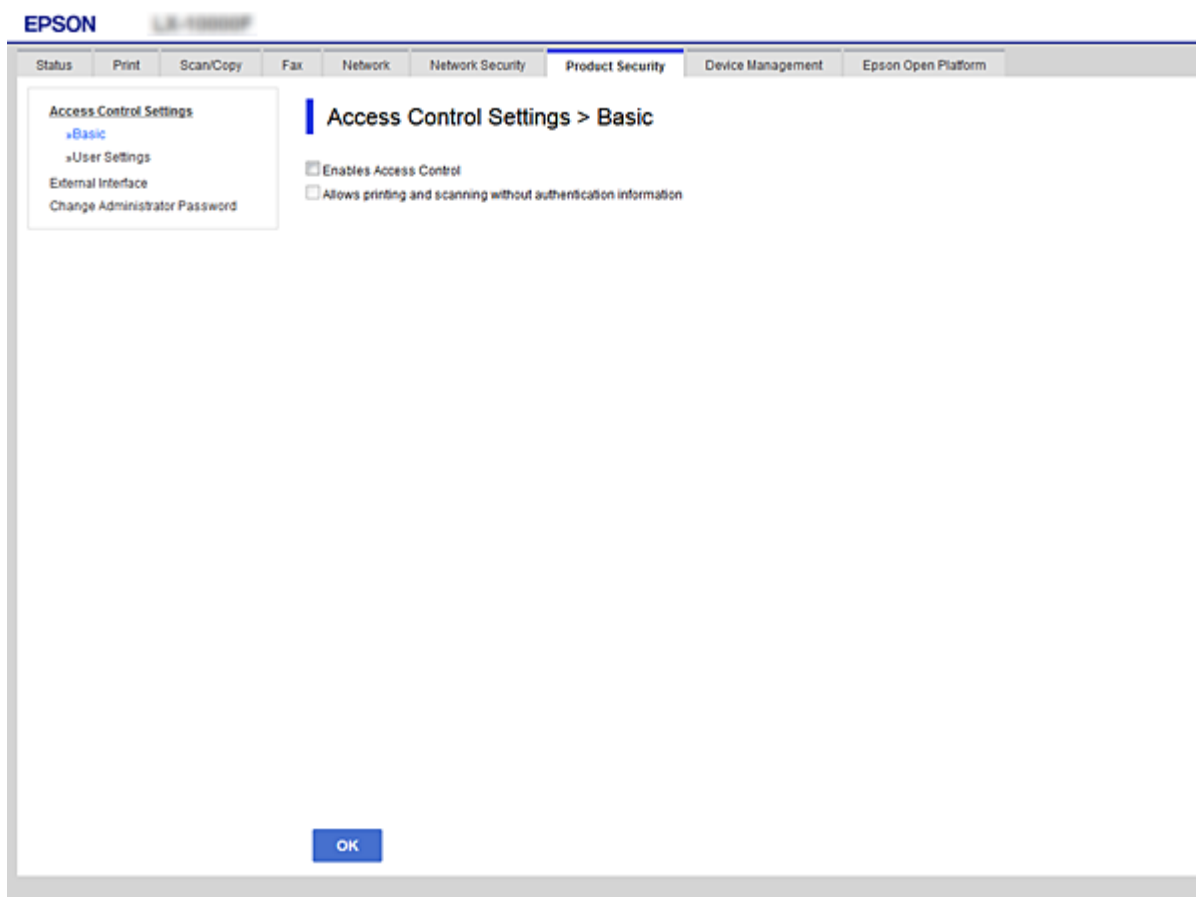 EPSON
Status Print Scan/Copy Fax Network Network Security Product Security Device Management Epson Open Platform
Access Control Settings
»Basic
»User Settings
External Interface
Change Administrator Password
Access Control Settings > Basic
Enables Access Control
Allows printing and scanning without authentication information
OK